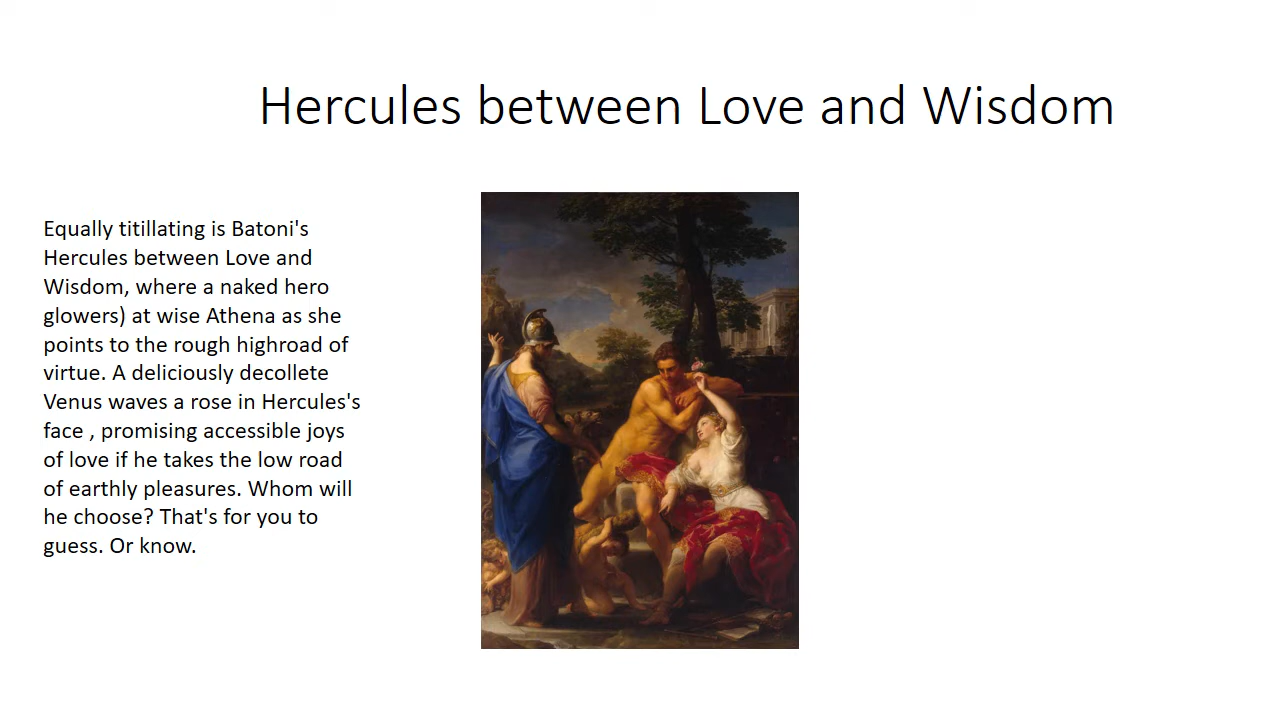 Hercules between Love and Wisdom
Equally titillating is Batoni's
Hercules between Love and
Wisdom, where a naked hero
glowers) at wise Athena as she
points to the rough highroad of
virtue. A deliciously decollete
Venus waves a rose in Hercules's
face , promising accessible joys
of love if he takes the low road
of earthly pleasures. Whom will
he choose? That's for you to
guess. Or know.